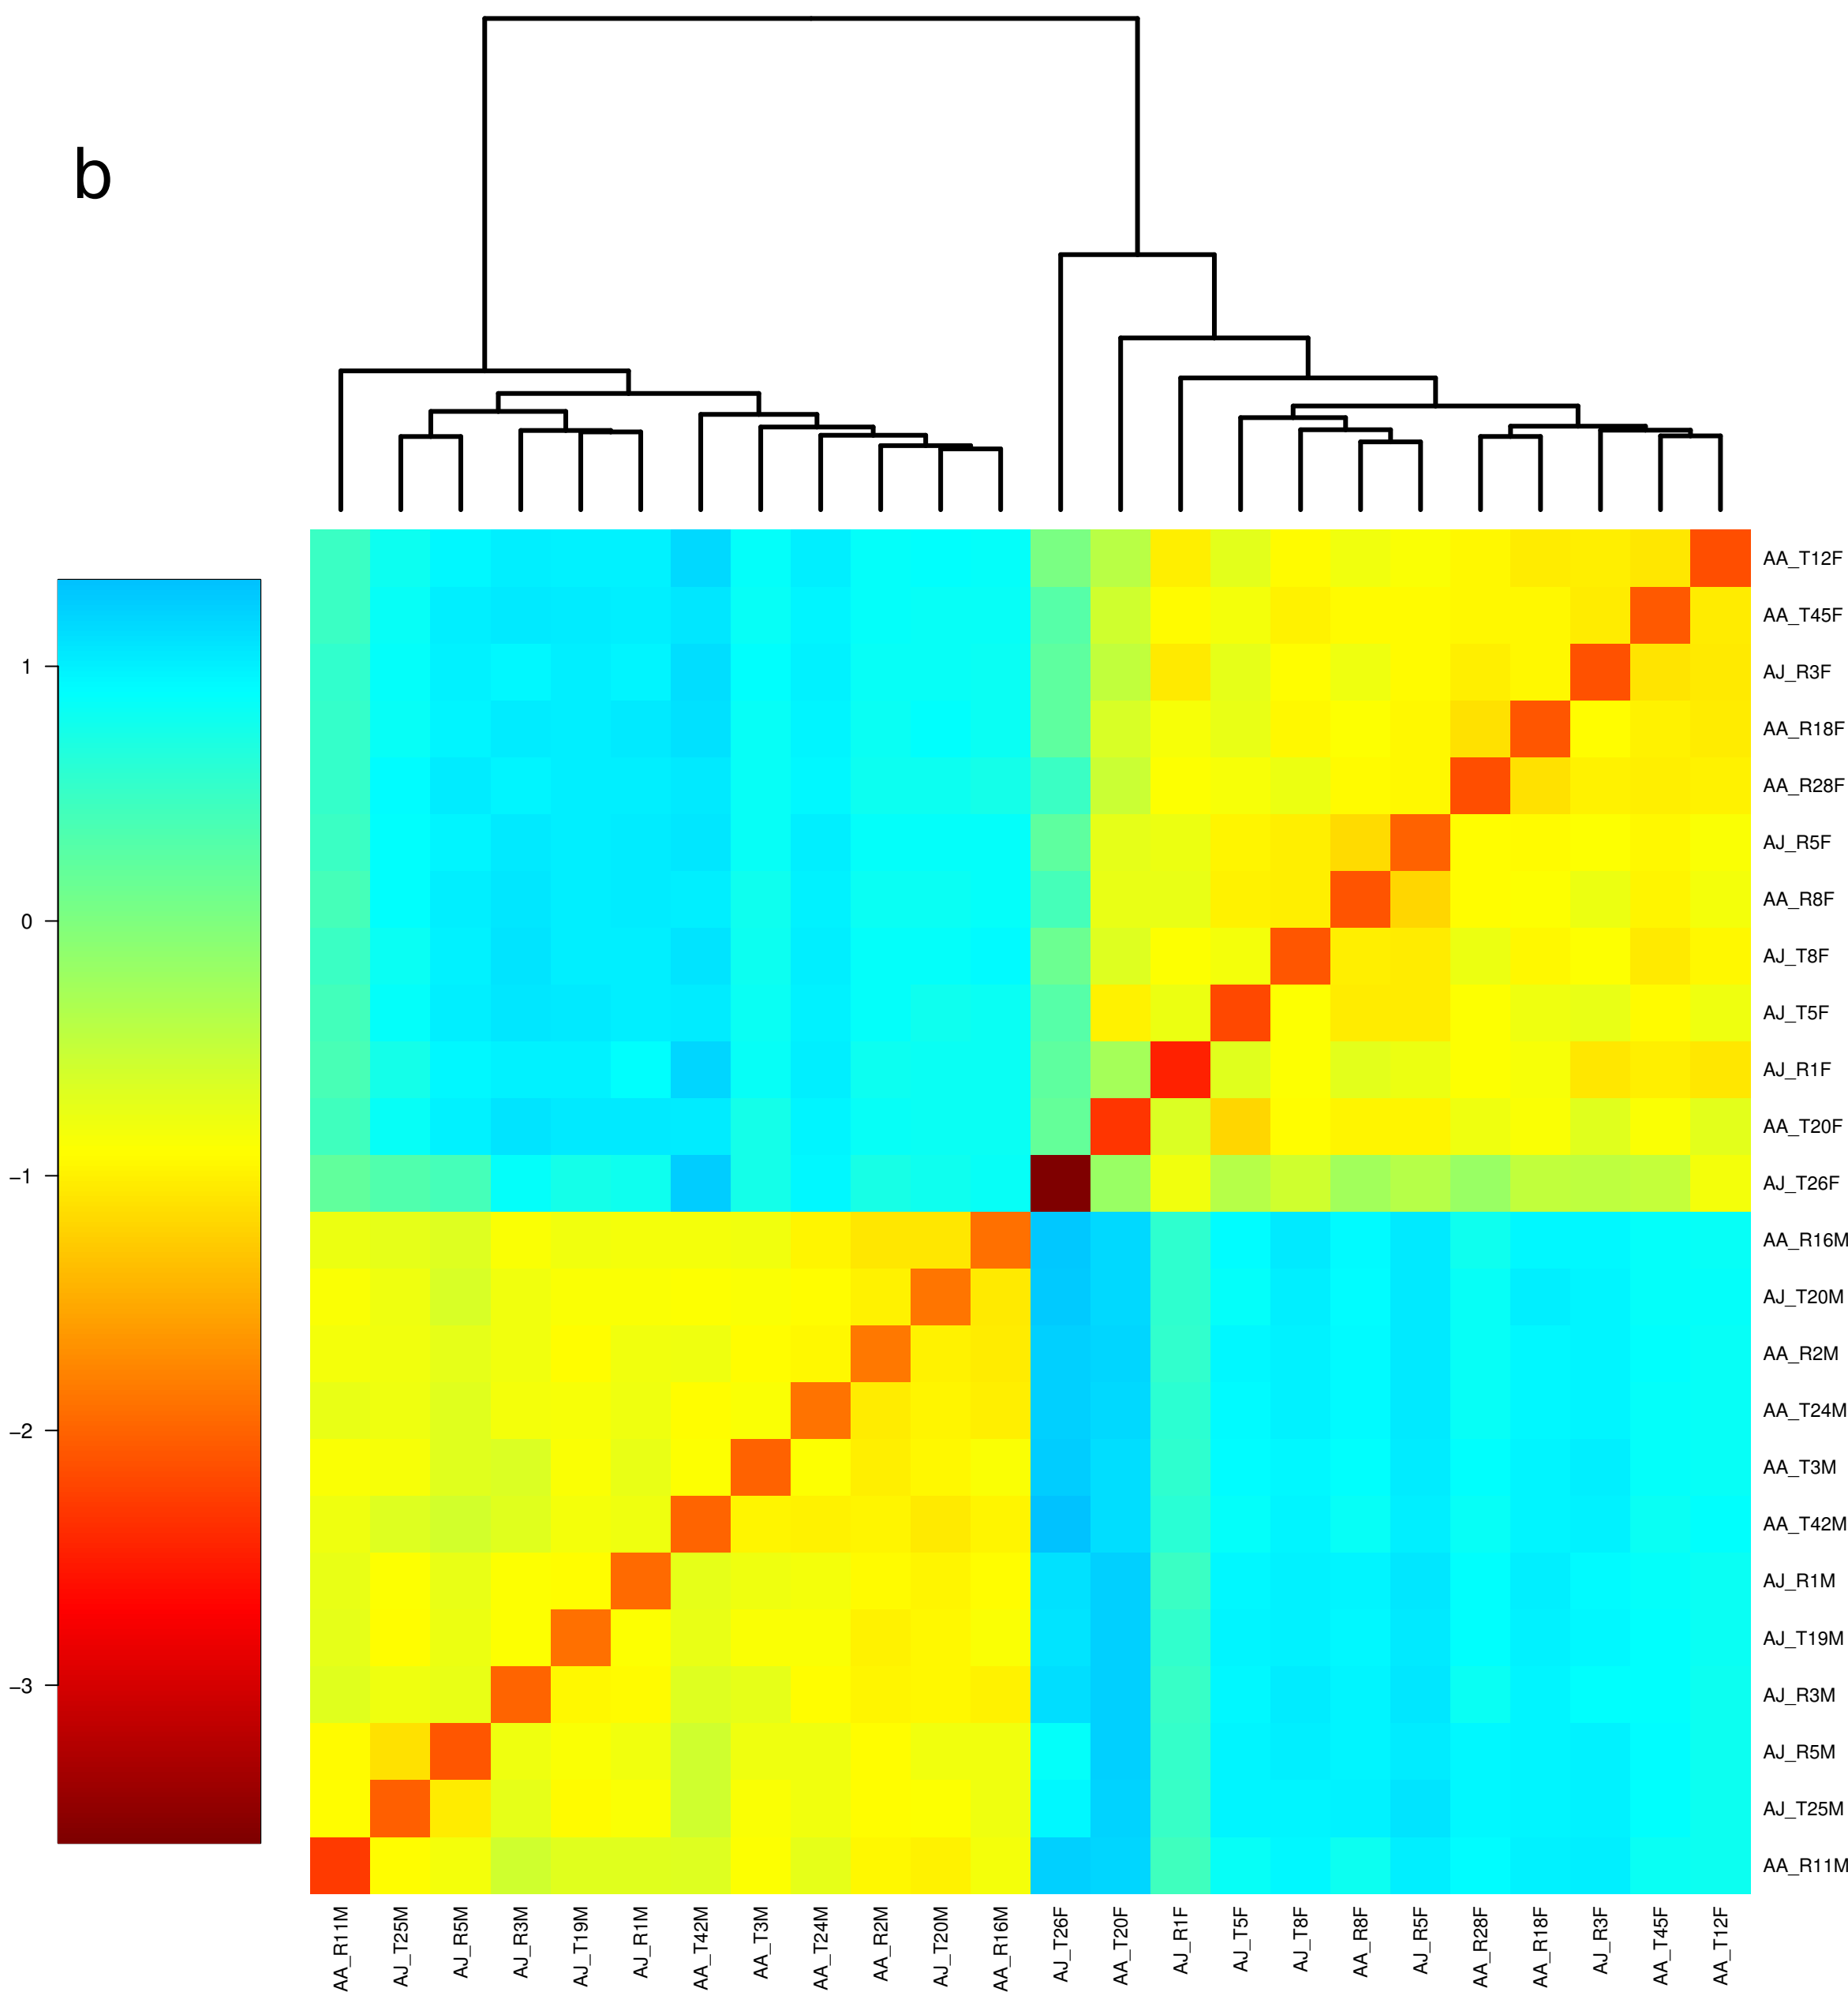 b
1
0
−1
−2
−3
AA_T12F
AA_T45F
AJ_R3F
AA_R18F
AA_R28F
AJ_R5F
AA_R8F
AJ_T8F
AJ_T5F
AJ_R1F
AA_T20F
AJ_T26F
AA_R16M
AJ_T20M
AA_R2M
AA_T24M
AA_T3M
AA_T42M
AJ_R1M
AJ_T19M
AJ_R3M
AJ_R5M
AJ_T25M
AA_R11M
AA_R11M
AJ_T25M
AJ_R5M
AJ_R3M
AJ_T19M
AJ_R1M
AA_T42M
AA_T3M
AA_T24M
AA_R2M
AJ_T20M
AA_R16M
AJ_T26F
AA_T20F
AJ_R1F
AJ_T5F
AJ_T8F
AA_R8F
AJ_R5F
AA_R28F
AA_R18F
AJ_R3F
AA_T45F
AA_T12F